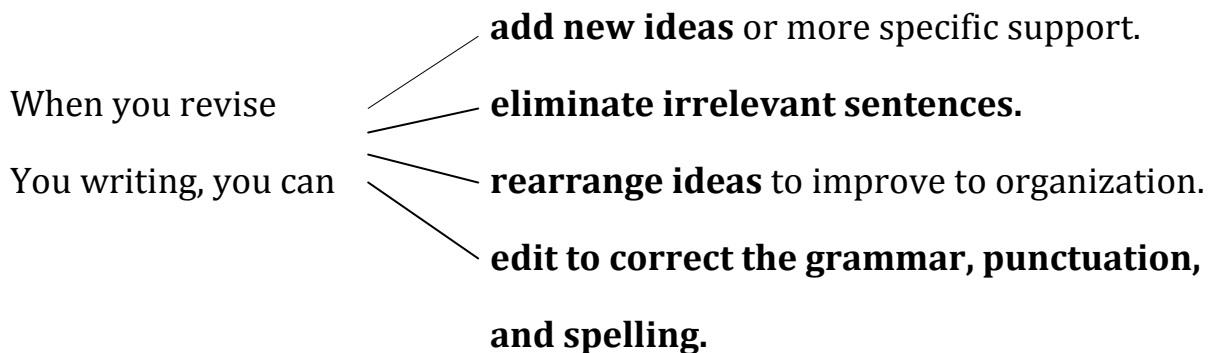 add new ideas or more specific support.
When you revise
eliminate irrelevant sentences.
You writing, you can
rearrange ideas to improve to organization.
edit to correct the grammar, punctuation,
and spelling.